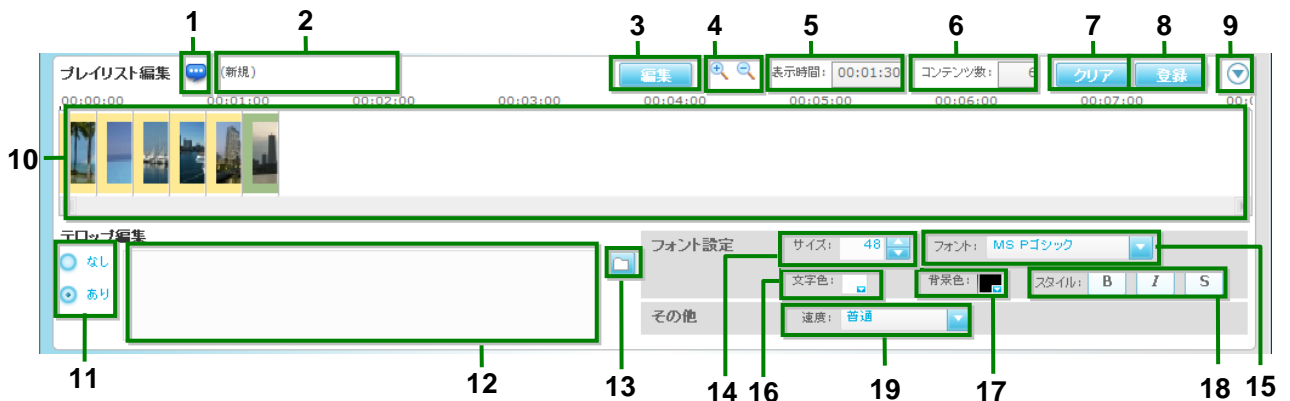 1 2 3 4 5 6 7 8 9
プレイリスト編集 (新規) 編集 表示時間: 00:01:30 コンテンツ数: 6 クリア 登録
00:00:00 00:01:00 00:02:00 00:03:00 00:04:00 00:05:00 00:06:00 00:07:00
10
テロップ編集 フォント設定 サイズ: 48 フォント: MS Pゴシック
なし
文字色: 背景色: スタイル: B I S
あり
その他 速度: 普通
11 12 13 14 16 19 17 18 15